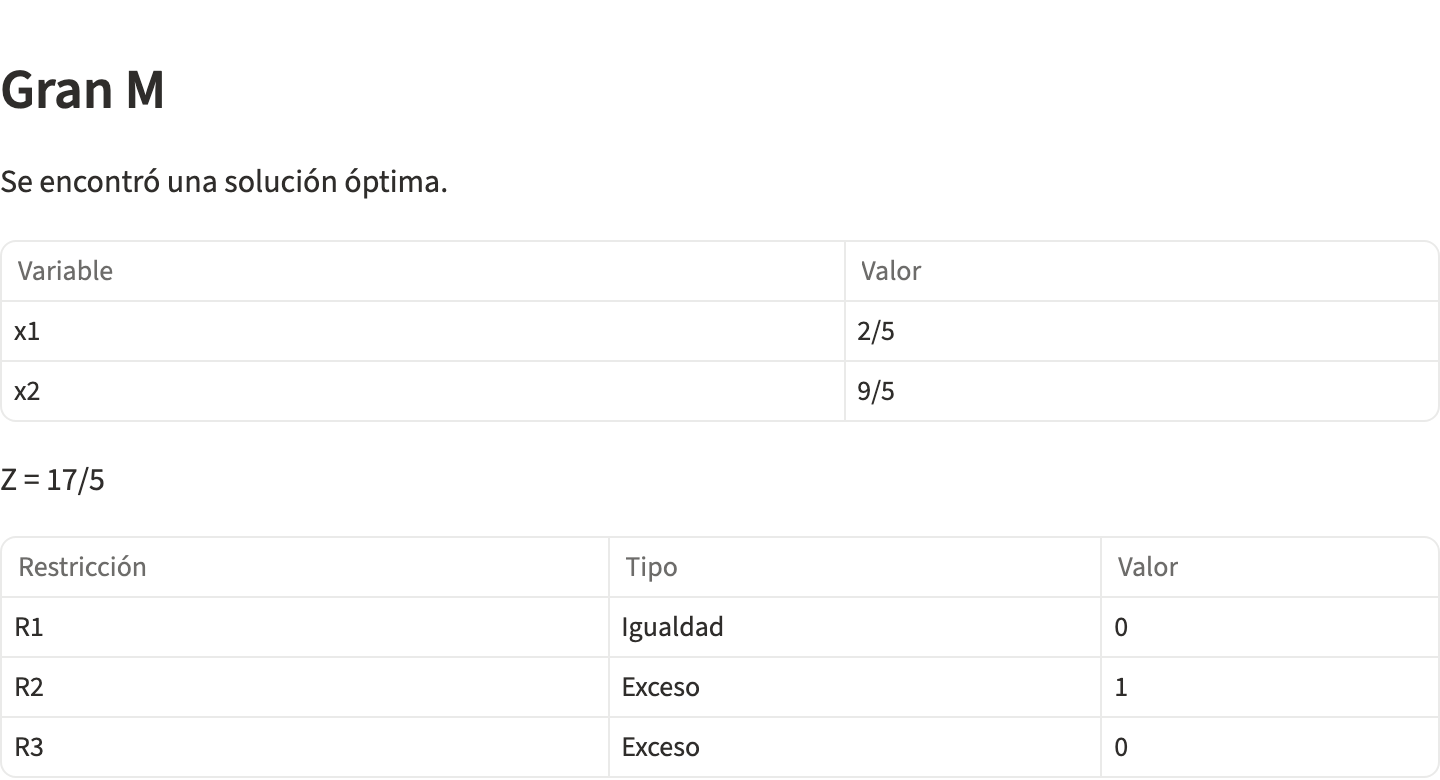 Gran M
Se encontró una solución óptima.
Variable Valor
x1 2/5
x2 9/5
Z = 17/5
Restricción Tipo Valor
R1 Igualdad 0
R2 Exceso 1
R3 Exceso 0